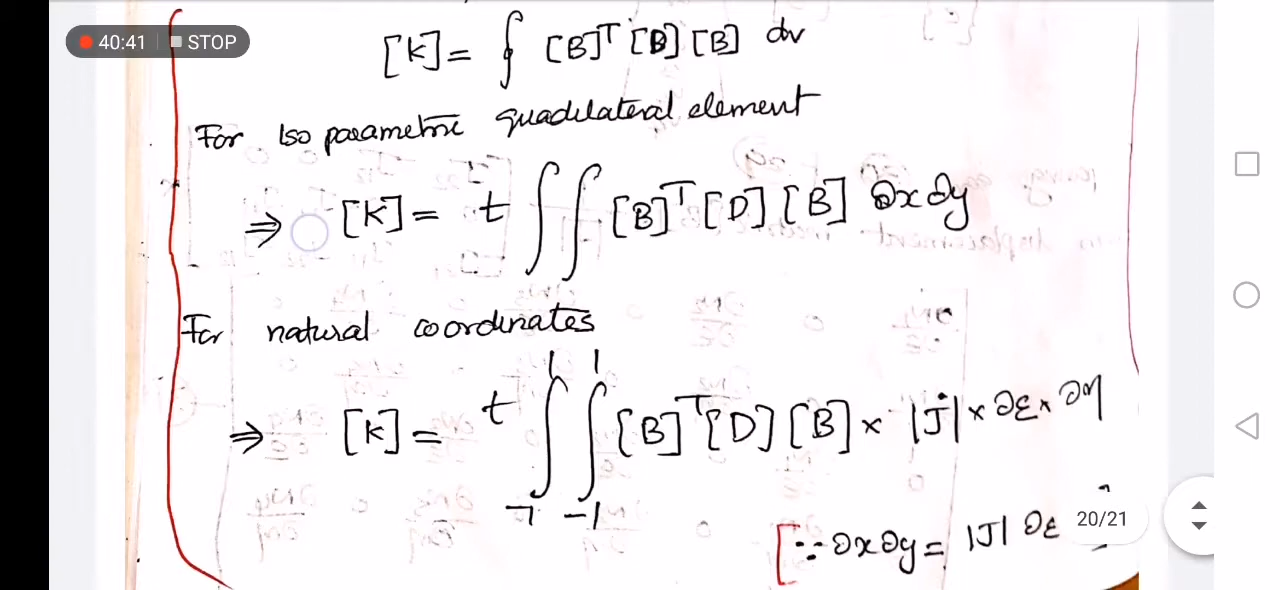 40:41 STOP
[K] = ∮ [B]ᵀ [D] [B] dv
For Iso parametric quadilateral element
⇒ [K] = t ∫∫ [B]ᵀ [D] [B] ∂x∂y
For natural coordinates
⇒ [K] = t ∫₋₁¹ ∫₋₁¹ [B]ᵀ [D] [B] × |J| × ∂ε × ∂η
[∵ ∂x∂y = |J| ∂ε
20/21